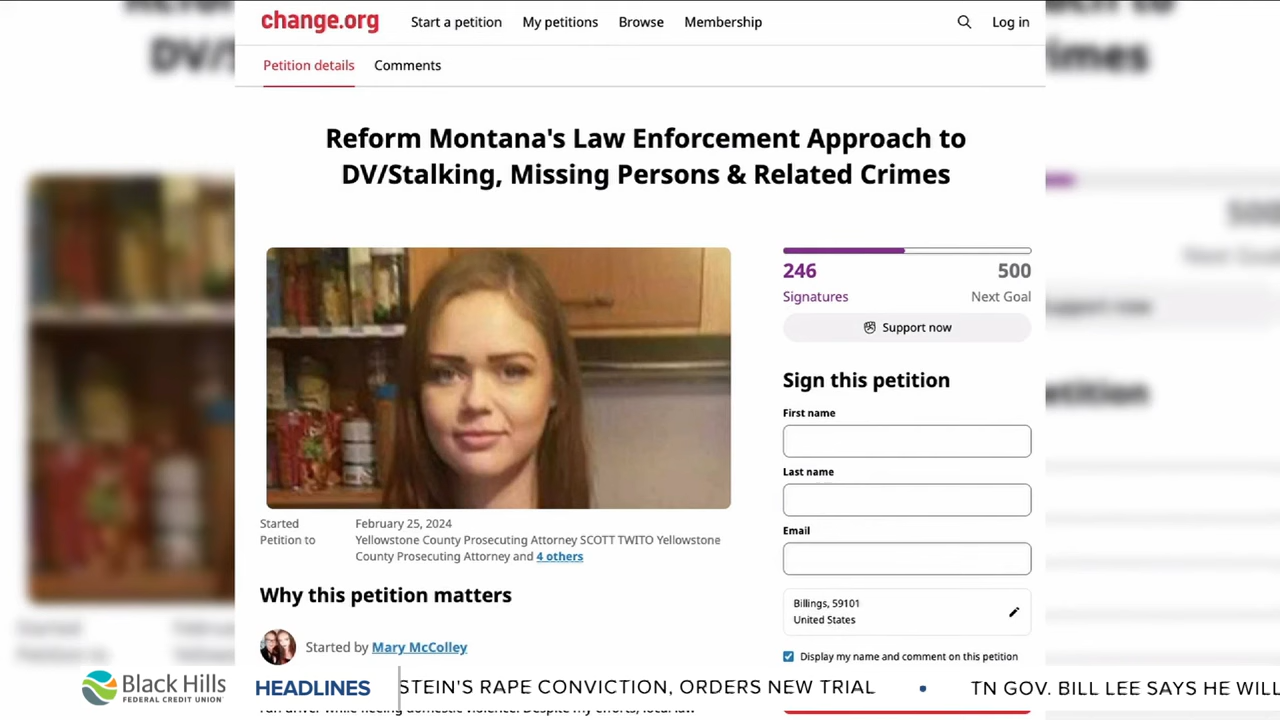 change.org
Start a petition
My petitions
Browse
Membership
Log in
Petition details
Comments
Reform Montana's Law Enforcement Approach to
DV/Stalking, Missing Persons & Related Crimes
246
500
Signatures
Next Goal
Support now
Sign this petition
First name
Last name
Email
Billings, 59101
United States
Display my name and comment on this petition
Started
February 25, 2024
Petition to
Yellowstone County Prosecuting Attorney SCOTT TWITO Yellowstone
County Prosecuting Attorney and 4 others
Why this petition matters
Started by Mary McColley
Black Hills
FEDERAL CREDIT UNION
HEADLINES
STEIN'S RAPE CONVICTION, ORDERS NEW TRIAL • TN GOV. BILL LEE SAYS HE WILL